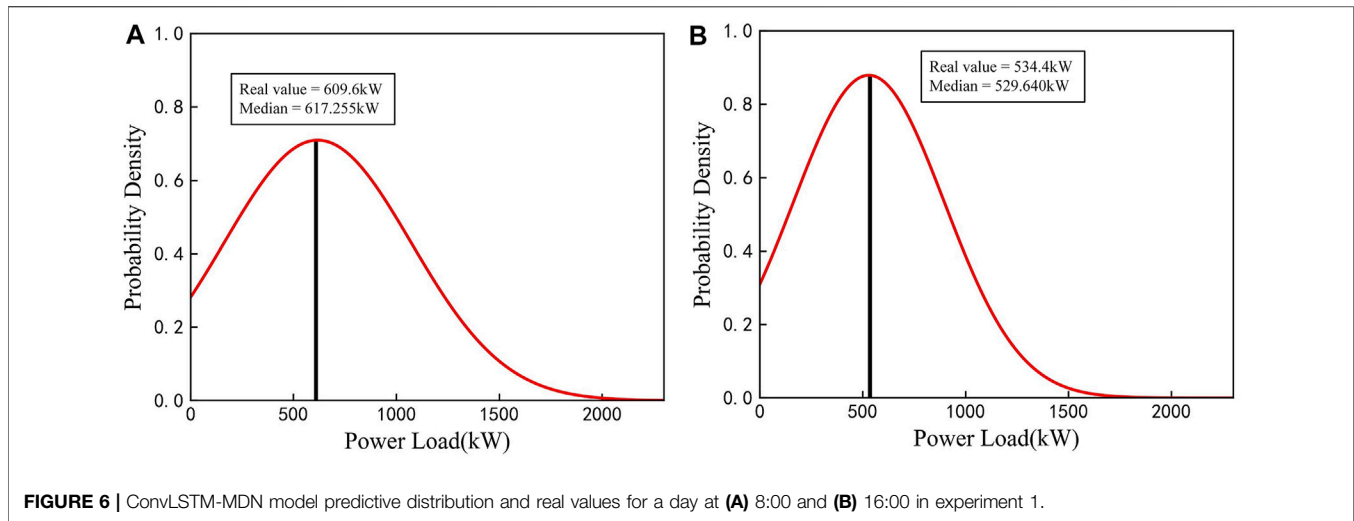 A
1. 0
0. 8
0. 6
0. 4
0. 2
0. 0
Probability Density
Real value = 609.6kW
Median = 617.255kW
0
500
1000
1500
2000
Power Load(kW)
B
1. 0
0. 8
0. 6
0. 4
0. 2
0. 0
Probability Density
Real value = 534.4kW
Median = 529.640kW
0
500
1000
1500
2000
Power Load(kW)
FIGURE 6 | ConvLSTM-MDN model predictive distribution and real values for a day at (A) 8:00 and (B) 16:00 in experiment 1.